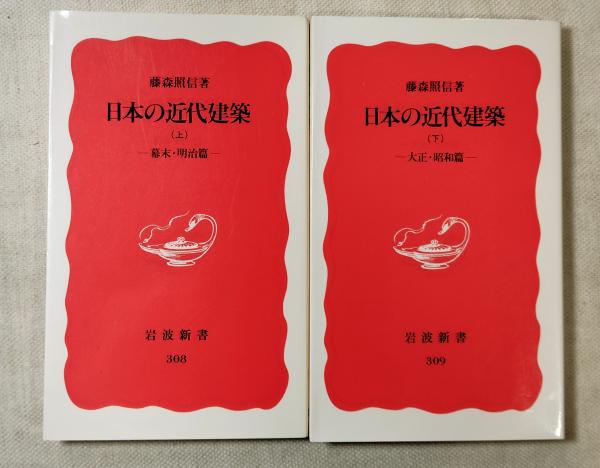 藤森照信著
日本の近代建築
(上)
―幕末・明治篇―
岩波新書
308
藤森照信著
日本の近代建築
(下)
―大正・昭和篇―
岩波新書
309